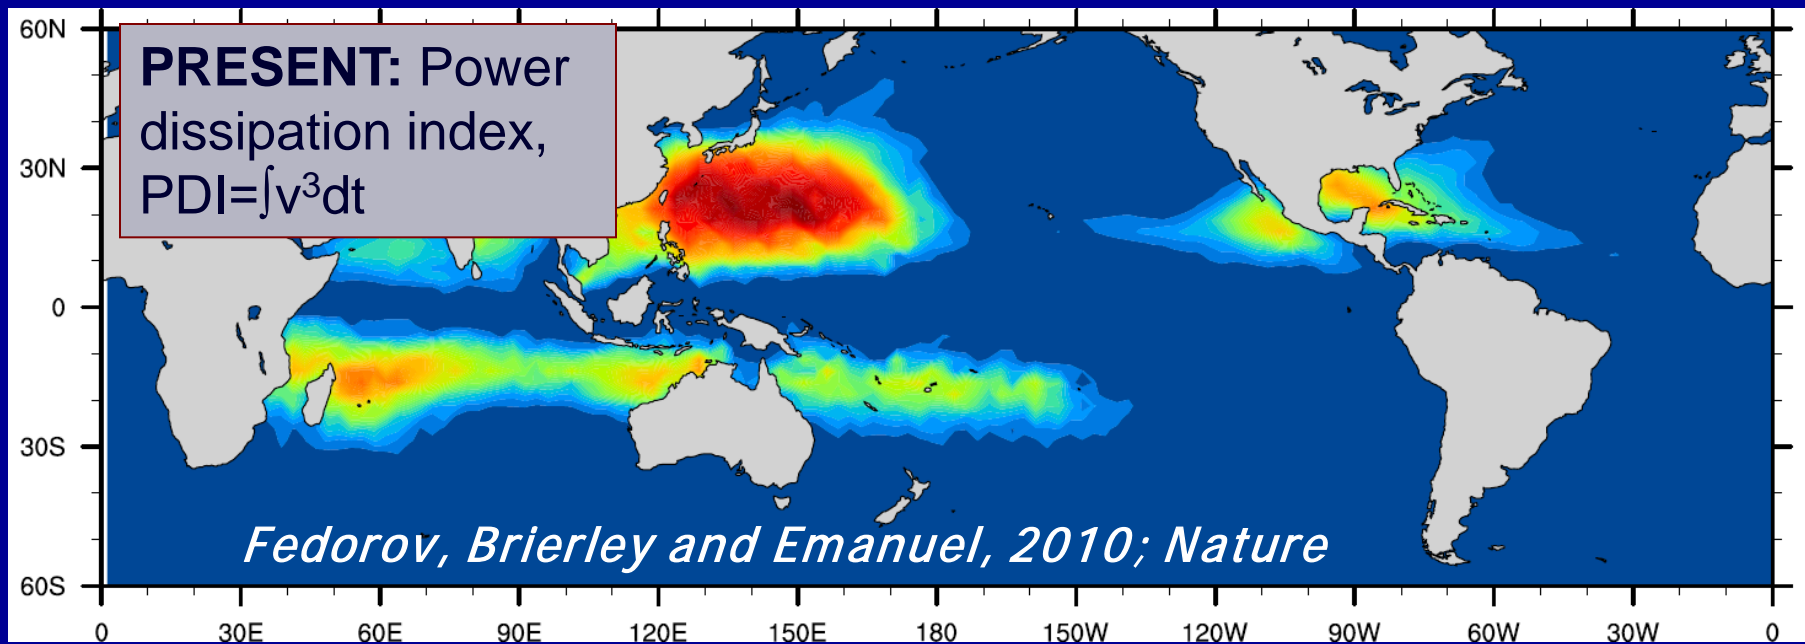 60N
PRESENT: Power
dissipation index,
PDI=∫v³dt
30N
0
30S
Fedorov, Brierley and Emanuel, 2010; Nature
60S
0 30E 60E 90E 120E 150E 180 150W 120W 90W 60W 30W 0